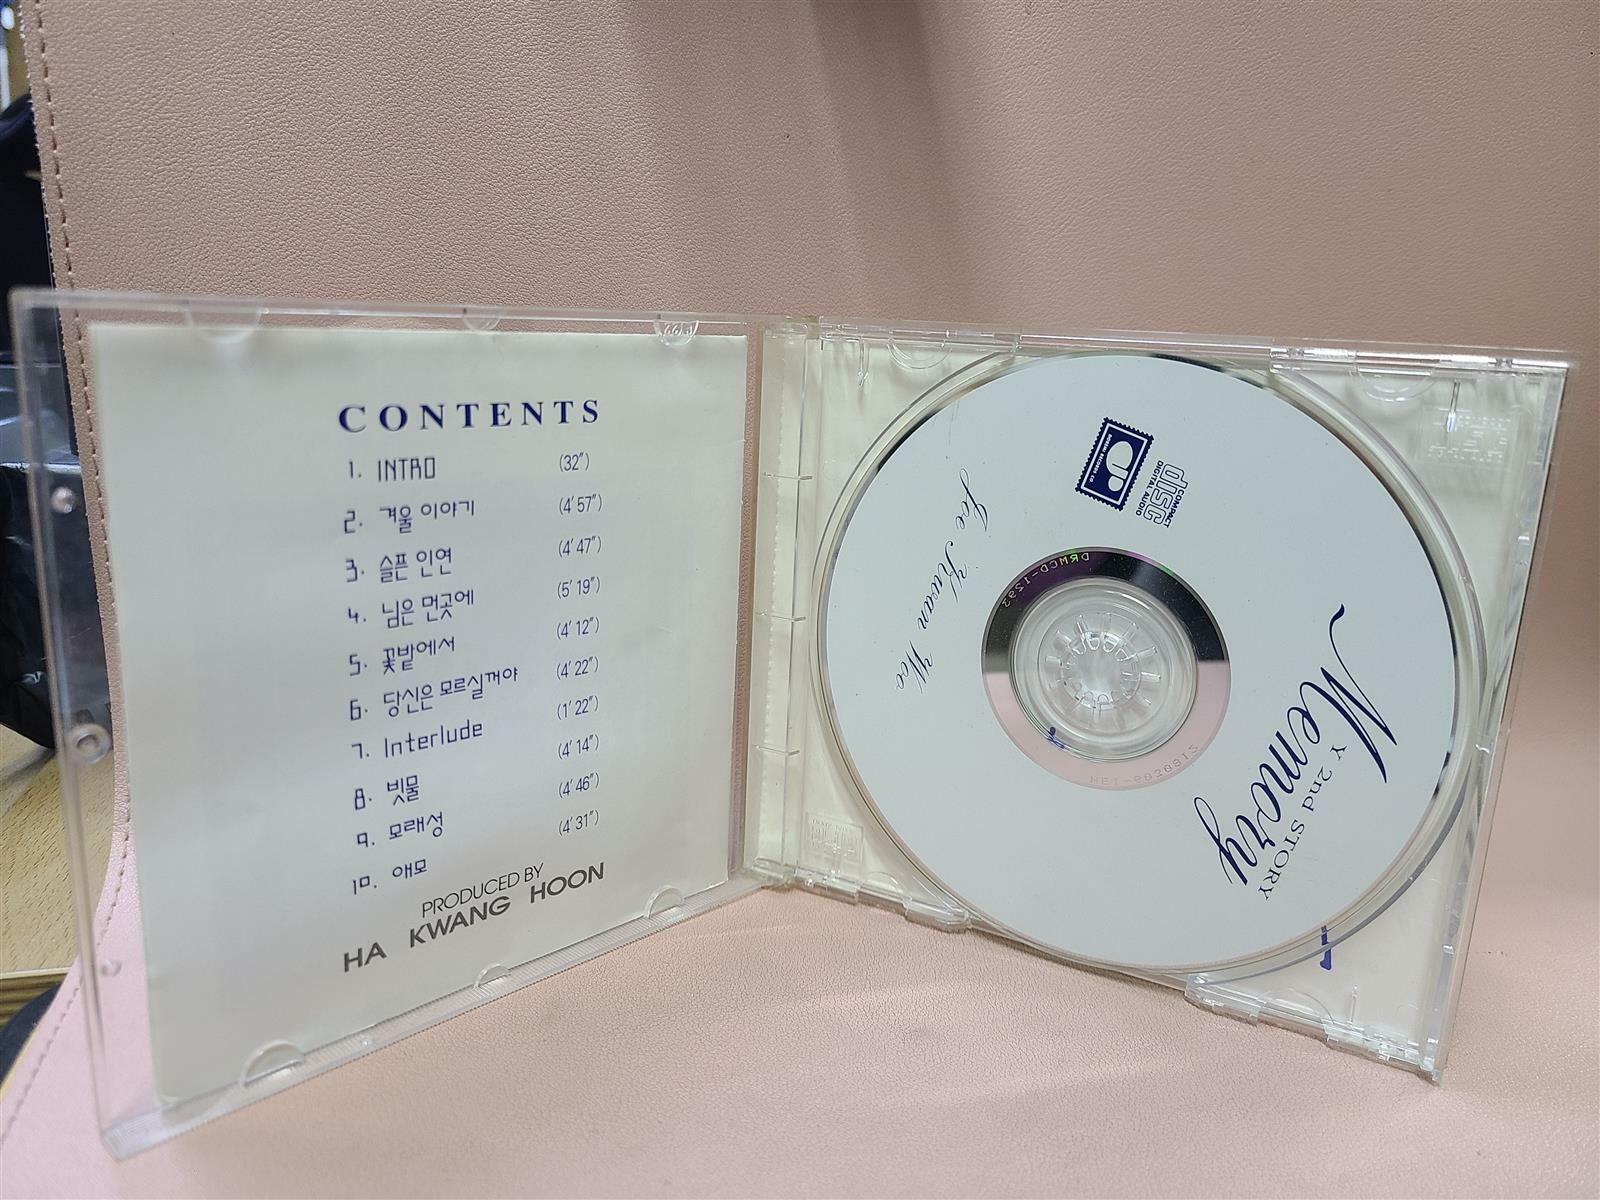 CONTENTS
1. INTRO (32")
2. 겨울 이야기 (4' 57")
3. 슬픈 인연 (4' 47")
4. 님은 먼곳에 (5' 19")
5. 꽃밭에서 (4' 12")
6. 당신은 모르실꺼야 (4' 22")
7. Interlude (1' 22")
8. 빗물 (4' 14")
9. 모래성 (4' 46")
10. 애모 (4' 31")
PRODUCED BY
HA KWANG HOON
COMPACT
disc
DIGITAL AUDIO
Joe Kwan Woo
Memory
Y 2nd STORY
DRMCD-1293